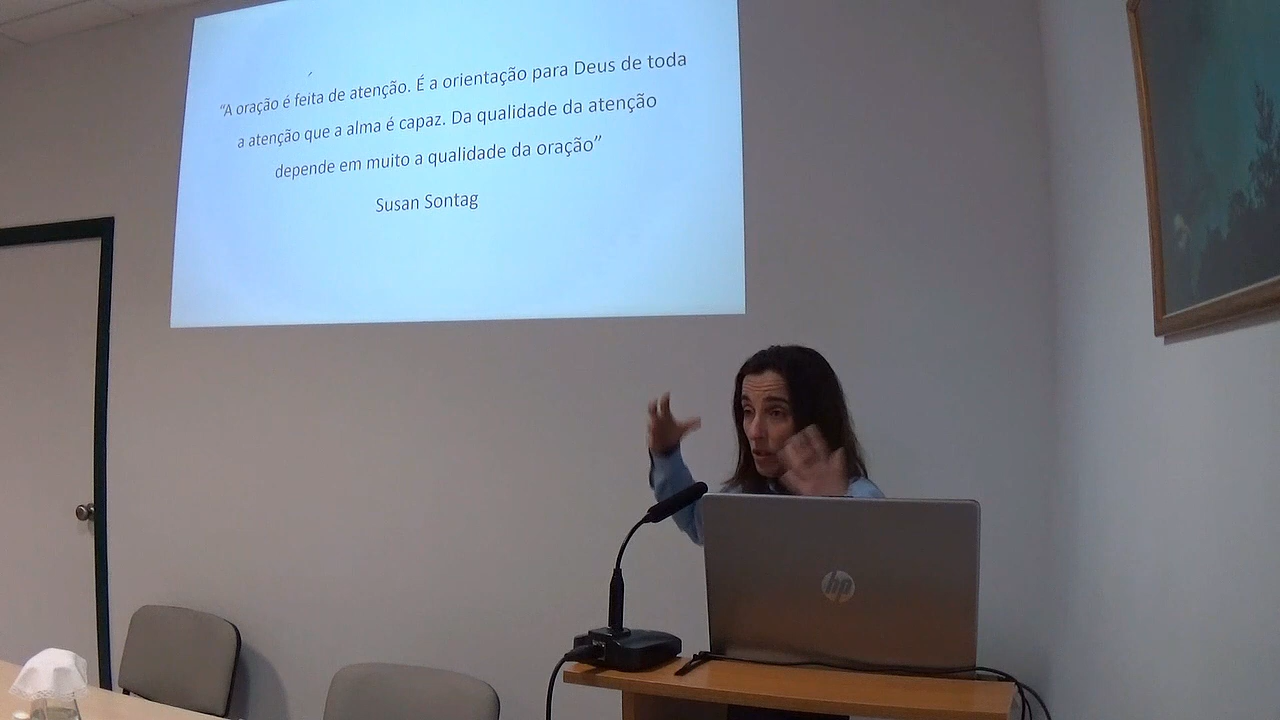 “A oração é feita de atenção. É a orientação para Deus de toda
a atenção que a alma é capaz. Da qualidade da atenção
depende em muito a qualidade da oração”
Susan Sontag
hp